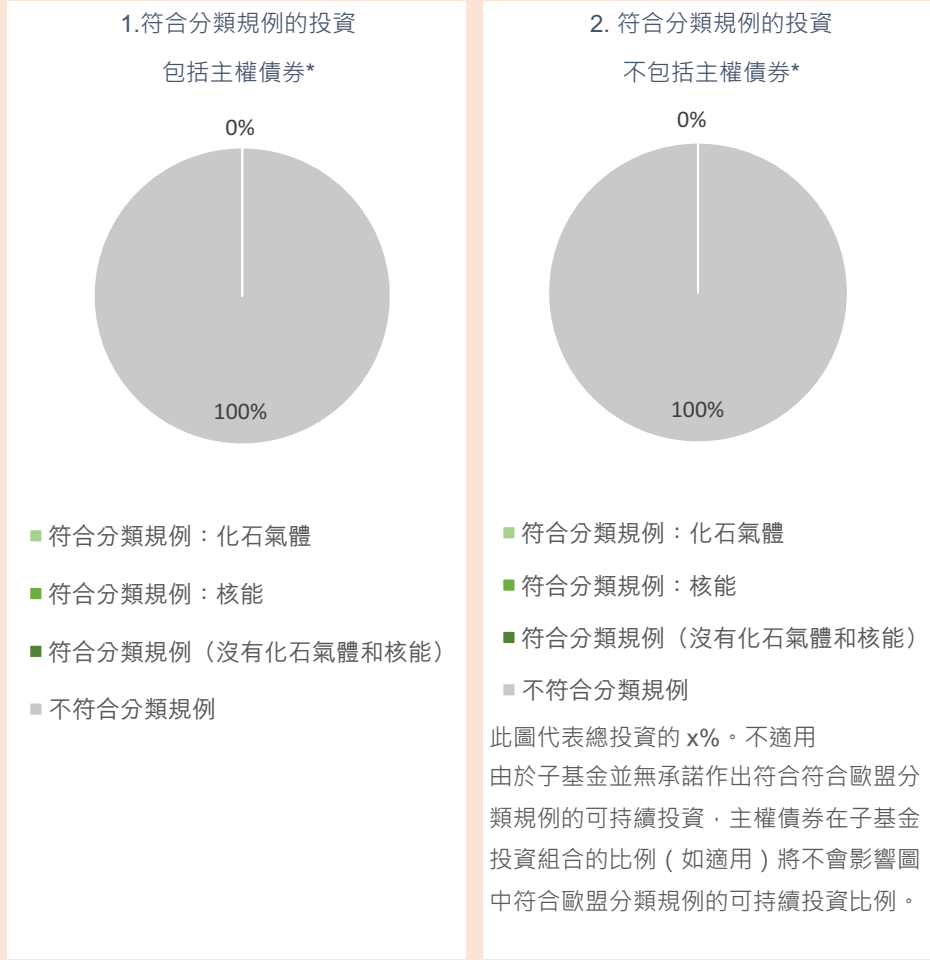 1.符合分類規例的投資
包括主權債券*
0%
100%
符合分類規例：化石氣體
符合分類規例：核能
符合分類規例（沒有化石氣體和核能）
不符合分類規例
2. 符合分類規例的投資
不包括主權債券*
0%
100%
符合分類規例：化石氣體
符合分類規例：核能
符合分類規例（沒有化石氣體和核能）
不符合分類規例
此圖代表總投資的 x%。不適用
由於子基金並無承諾作出符合符合歐盟分
類規例的可持續投資，主權債券在子基金
投資組合的比例（如適用）將不會影響圖
中符合歐盟分類規例的可持續投資比例。